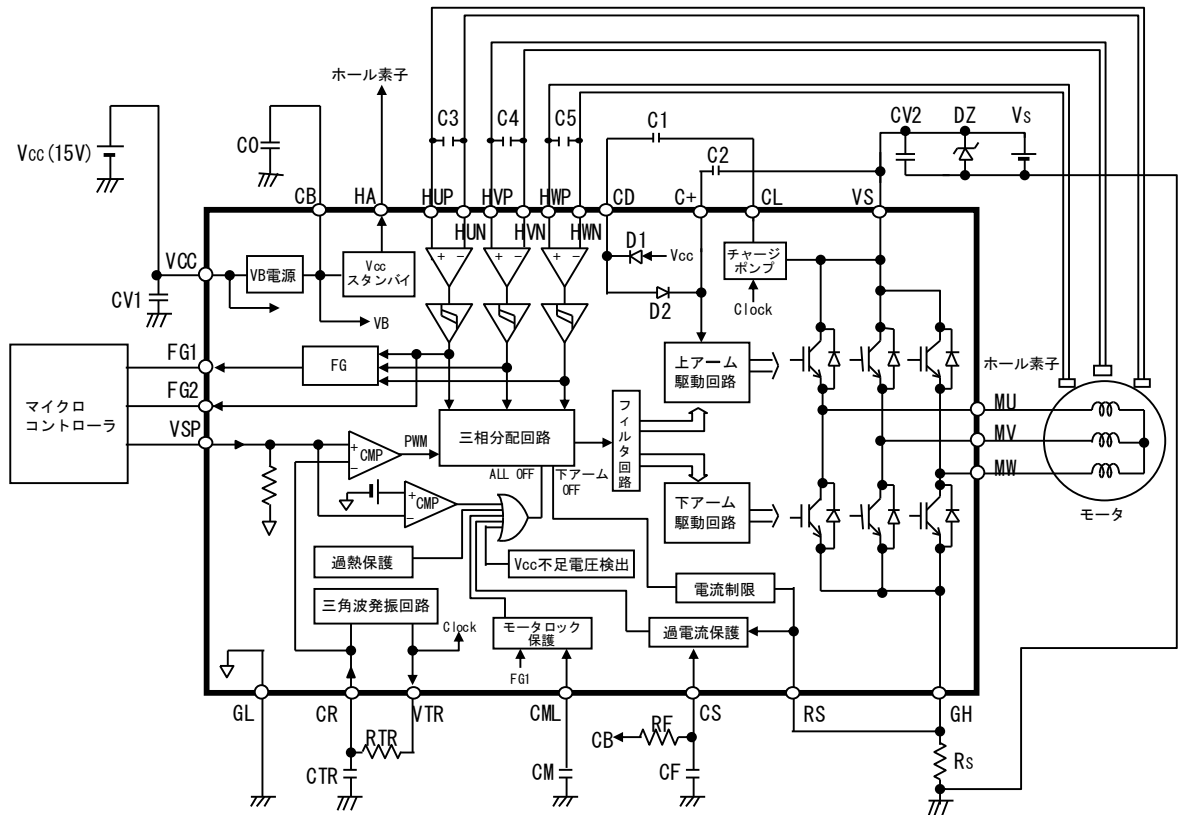 ホール素子
C3
C4
C5
C1
C2
CV2
DZ
Vs
Vcc(15V)
C0
CB
HA
HUP
HVP
HWP
CD
C+
CL
VS
HUN
HVN
HWN
VCC
VB電源
Vcc
スタンバイ
+ −
+ −
+ −
D1
Vcc
チャージ
ポンプ
CV1
VB
D2
Clock
FG1
FG
上アーム
駆動回路
ホール素子
FG2
マイクロ
コントローラ
VSP
+
−
CMP
PWM
三相分配回路
フィルタ回路
MU
MV
MW
ALL OFF
下アーム
OFF
+
−
CMP
下アーム
駆動回路
モータ
過熱保護
Vcc不足電圧検出
電流制限
三角波発振回路
Clock
モータロック
保護
過電流保護
FG1
GL
CR
VTR
CML
CS
RS
GH
RTR
CB
RF
CTR
CM
CF
Rs